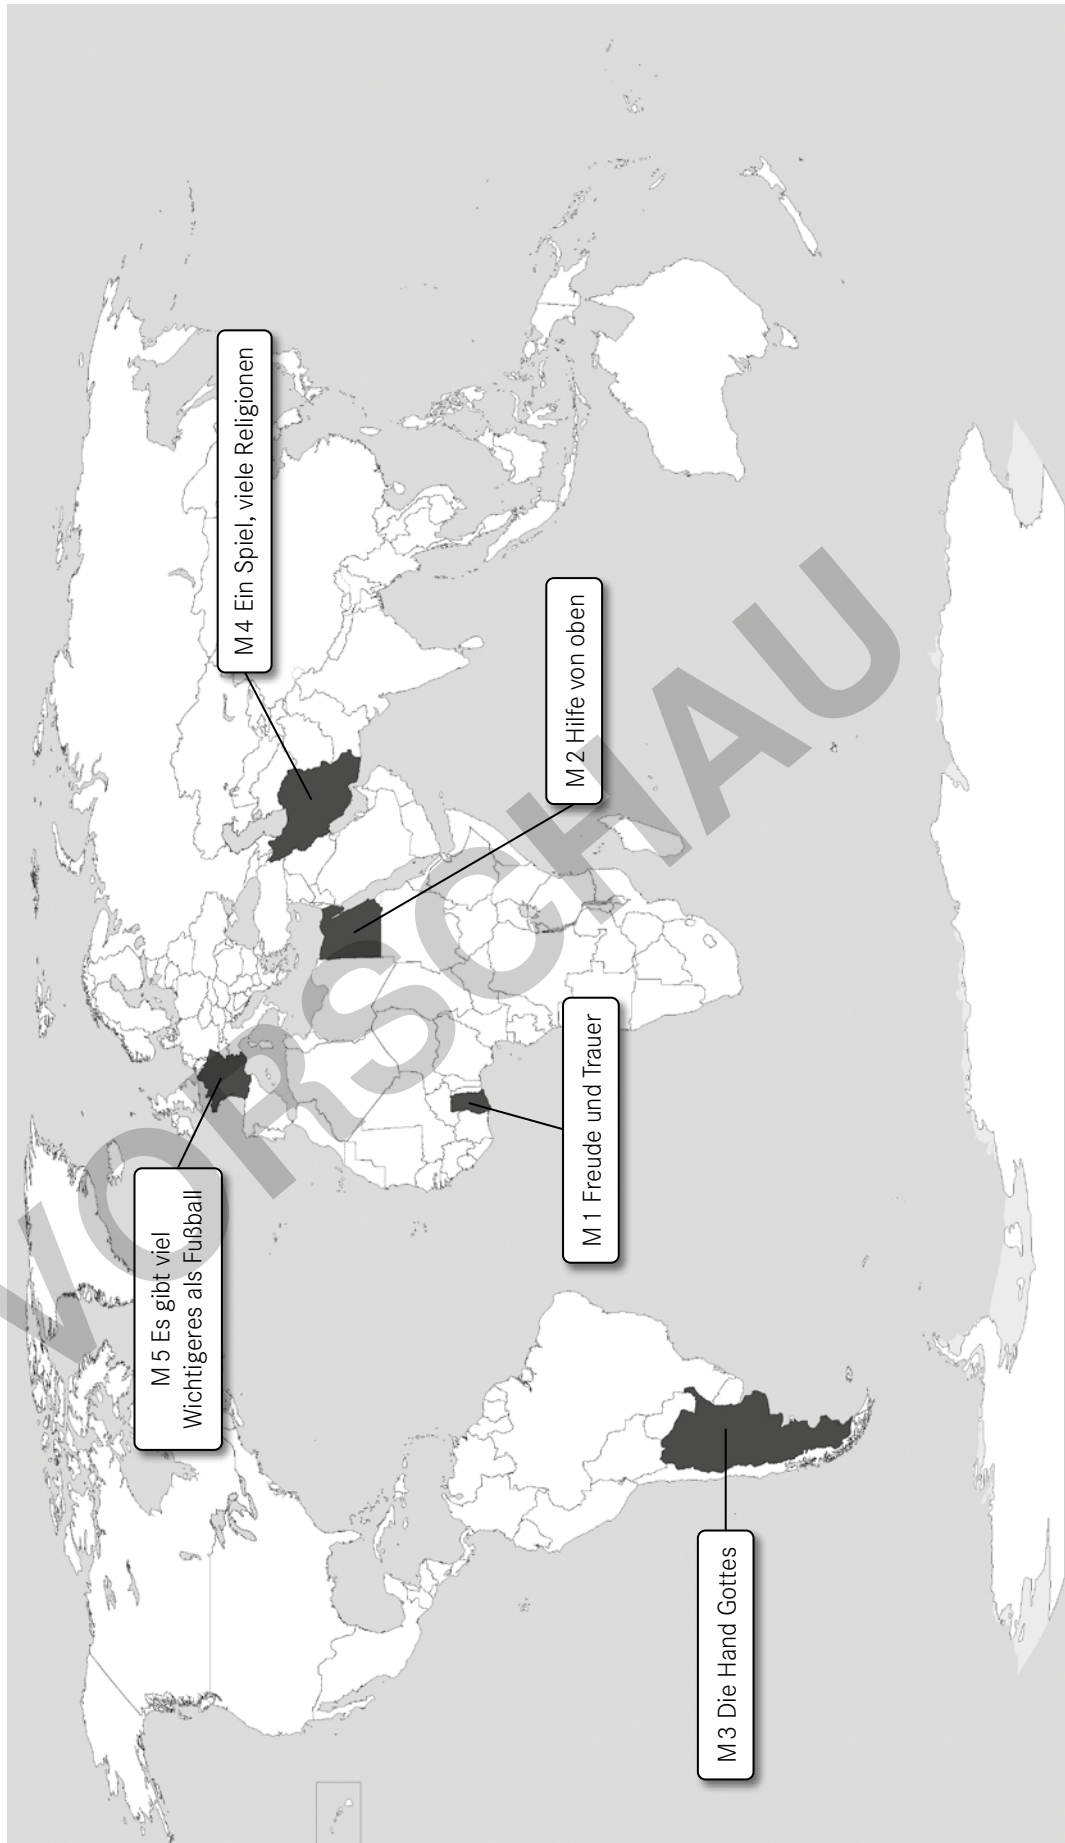 M 5 Es gibt viel
Wichtigeres als Fußball
M 4 Ein Spiel, viele Religionen
M 2 Hilfe von oben
M 1 Freude und Trauer
M 3 Die Hand Gottes
VORSCHAU